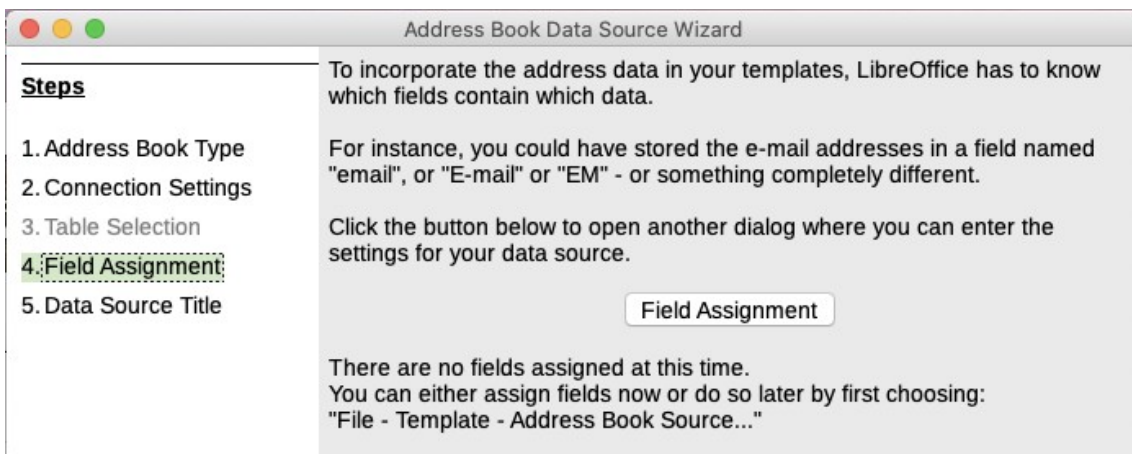 Address Book Data Source Wizard
Steps
1. Address Book Type
2. Connection Settings
3. Table Selection
4. Field Assignment
5. Data Source Title
To incorporate the address data in your templates, LibreOffice has to know
which fields contain which data.
For instance, you could have stored the e-mail addresses in a field named
"email", or "E-mail" or "EM" - or something completely different.
Click the button below to open another dialog where you can enter the
settings for your data source.
Field Assignment
There are no fields assigned at this time.
You can either assign fields now or do so later by first choosing:
"File - Template - Address Book Source..."